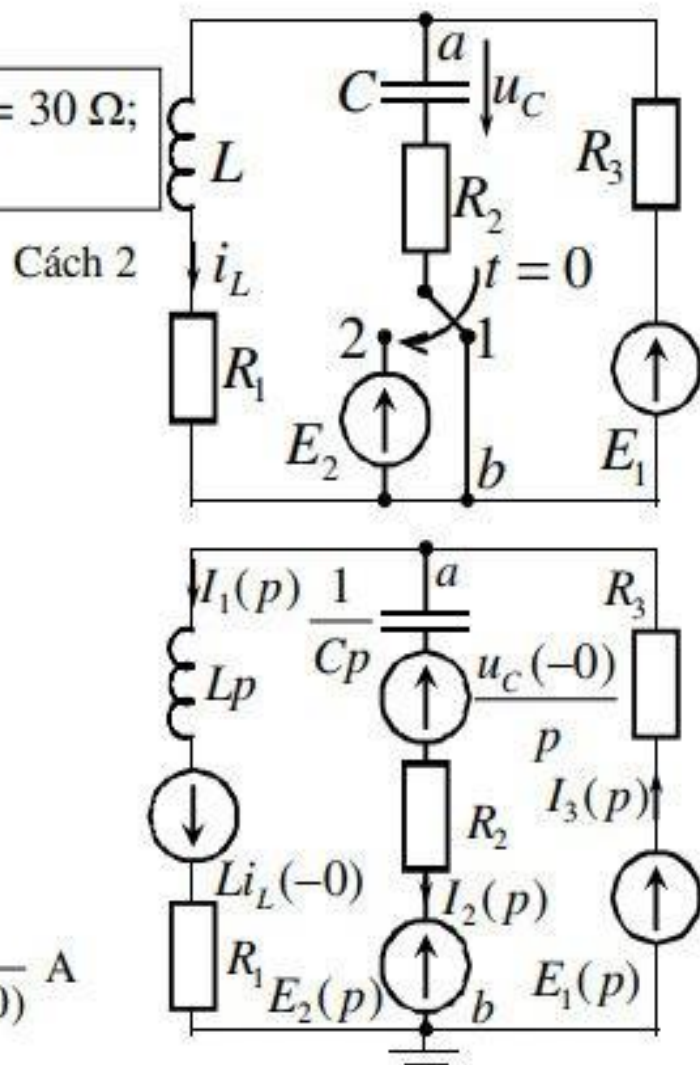 = 30 Ω;
a
C
u_C
R_3
L
R_2
Cách 2
i_L
t = 0
2
1
R_1
E_2
b
E_1
I_1(p)
1/Cp
a
R_3
Lp
u_C(−0)/p
I_3(p)
R_2
Li_L(−0)
I_2(p)
R_1
A
E_2(p)
b
E_1(p)